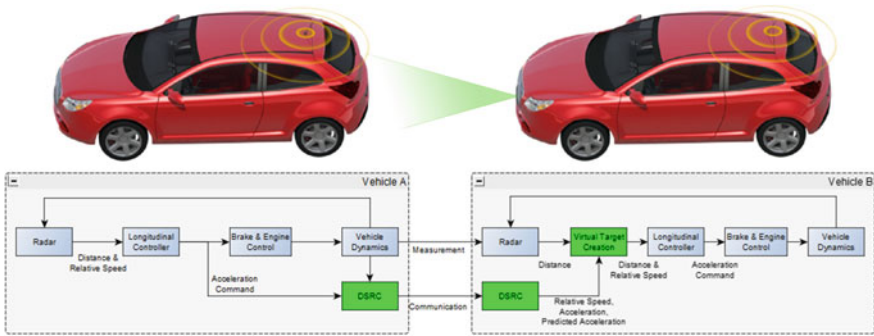 Vehicle A
Radar
Distance &
Relative Speed
Longitudinal
Controller
Acceleration
Command
Brake & Engine
Control
Vehicle
Dynamics
DSRC
Measurement
Communication
Vehicle B
Radar
Distance
Virtual Target
Creation
Distance &
Relative Speed
Longitudinal
Controller
Acceleration
Command
Brake & Engine
Control
Vehicle
Dynamics
DSRC
Relative Speed,
Acceleration,
Predicted Acceleration